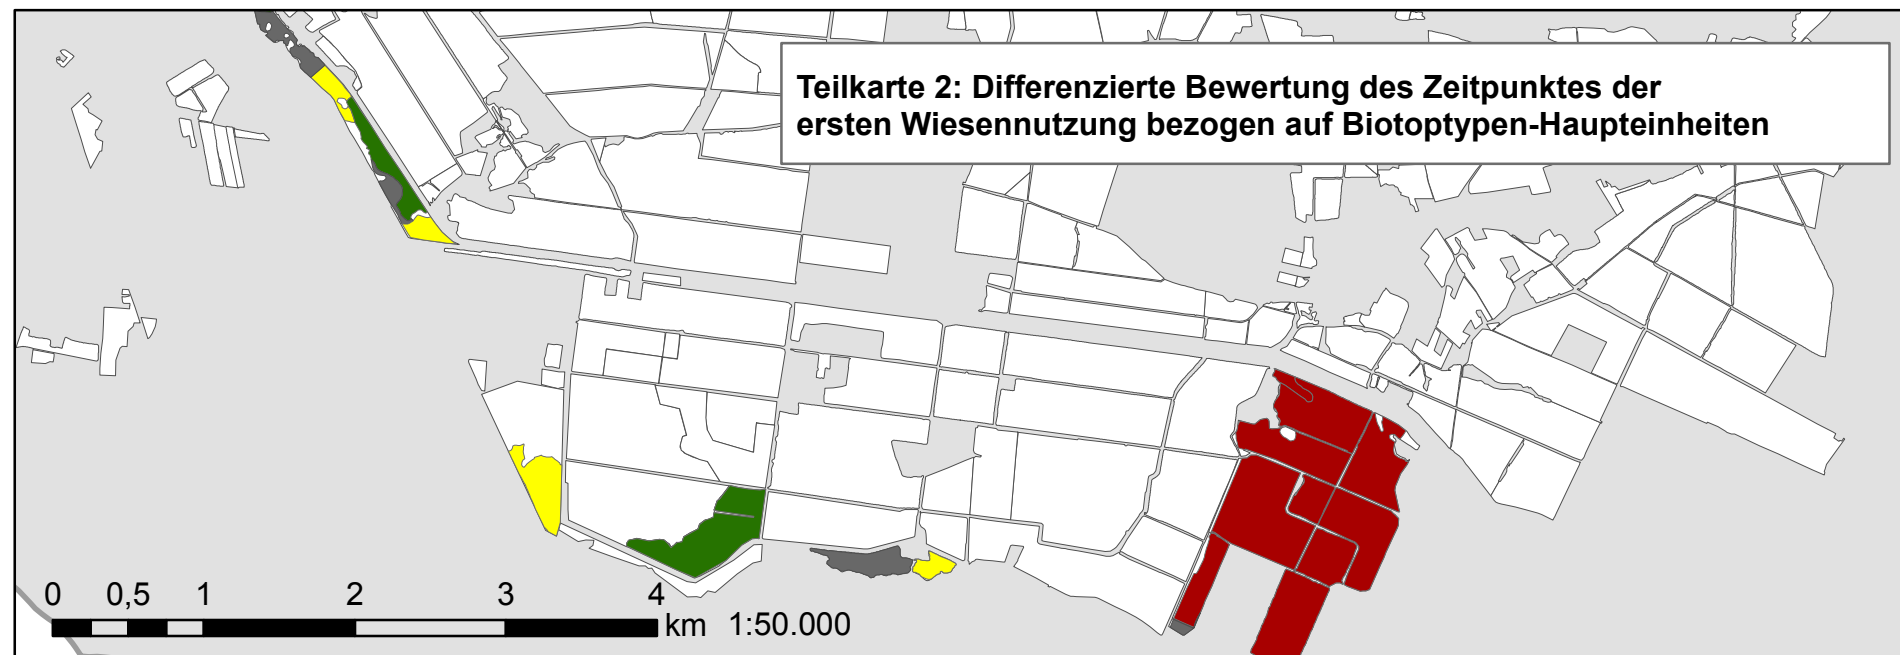 Teilkarte 2: Differenzierte Bewertung des Zeitpunktes der
ersten Wiesennutzung bezogen auf Biotoptypen-Haupteinheiten
0 0,5 1 2 3 4
km 1:50.000